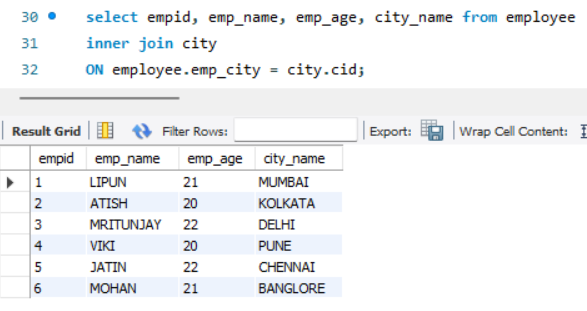 30 select empid, emp_name, emp_age, city_name from employee
31 inner join city
32 ON employee.emp_city = city.cid;
Result Grid Filter Rows: Export: Wrap Cell Content:
empid emp_name emp_age city_name
1 LIPUN 21 MUMBAI
2 ATISH 20 KOLKATA
3 MRITUNJAY 22 DELHI
4 VIKI 20 PUNE
5 JATIN 22 CHENNAI
6 MOHAN 21 BANGLORE